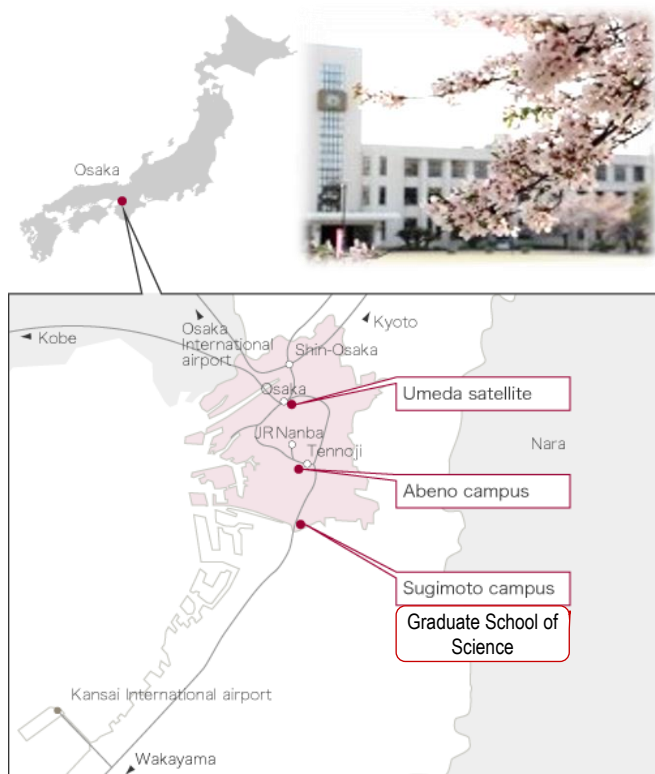 Osaka
Kobe
Osaka
International
airport
Kyoto
Shin-Osaka
Osaka
Umeda satellite
JR Nanba
Tennoji
Nara
Abeno campus
Sugimoto campus
Graduate School of
Science
Kansai International airport
Wakayama